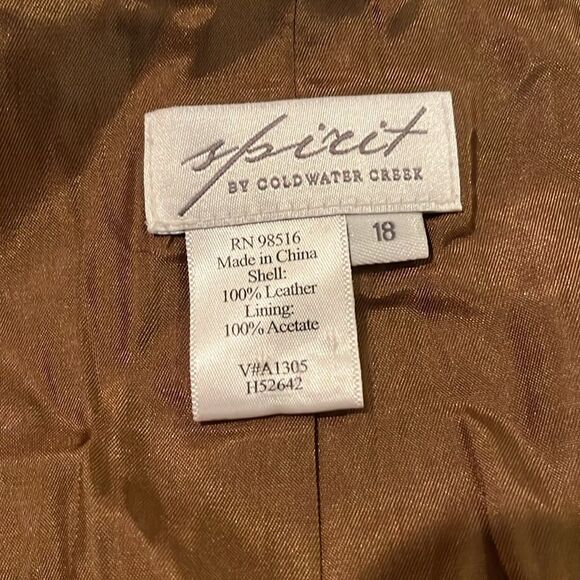 spirit
BY COLDWATER CREEK
18
RN 98516
Made in China
Shell:
100% Leather
Lining:
100% Acetate
V#A1305
H52642